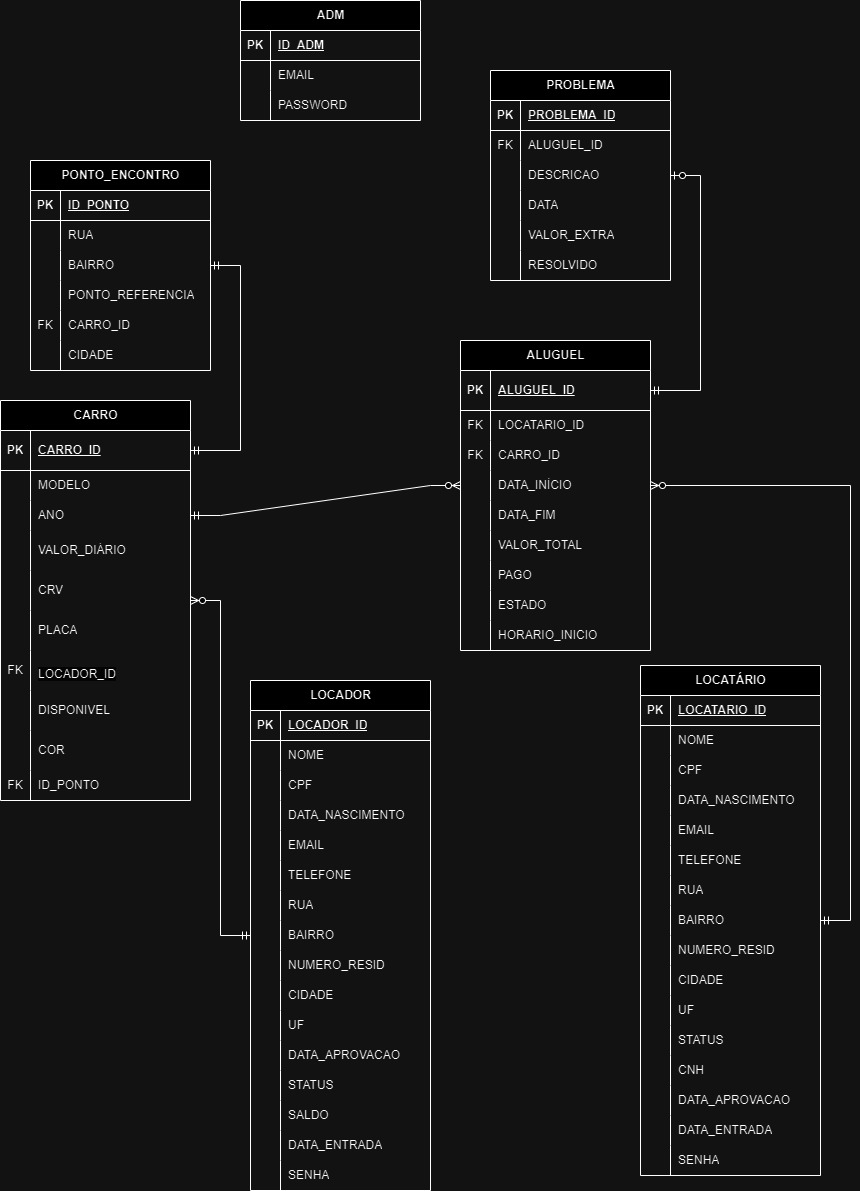 ADM
PK ID_ADM
EMAIL
PASSWORD
PROBLEMA
PK PROBLEMA_ID
FK ALUGUEL_ID
DESCRICAO
DATA
VALOR_EXTRA
RESOLVIDO
PONTO_ENCONTRO
PK ID_PONTO
RUA
BAIRRO
PONTO_REFERENCIA
FK CARRO_ID
CIDADE
ALUGUEL
PK ALUGUEL_ID
FK LOCATARIO_ID
FK CARRO_ID
DATA_INÍCIO
DATA_FIM
VALOR_TOTAL
PAGO
ESTADO
HORARIO_INICIO
CARRO
PK CARRO_ID
MODELO
ANO
VALOR_DIÁRIO
CRV
PLACA
FK LOCADOR_ID
DISPONIVEL
COR
FK ID_PONTO
LOCADOR
PK LOCADOR_ID
NOME
CPF
DATA_NASCIMENTO
EMAIL
TELEFONE
RUA
BAIRRO
NUMERO_RESID
CIDADE
UF
DATA_APROVACAO
STATUS
SALDO
DATA_ENTRADA
SENHA
LOCATÁRIO
PK LOCATARIO_ID
NOME
CPF
DATA_NASCIMENTO
EMAIL
TELEFONE
RUA
BAIRRO
NUMERO_RESID
CIDADE
UF
STATUS
CNH
DATA_APROVACAO
DATA_ENTRADA
SENHA